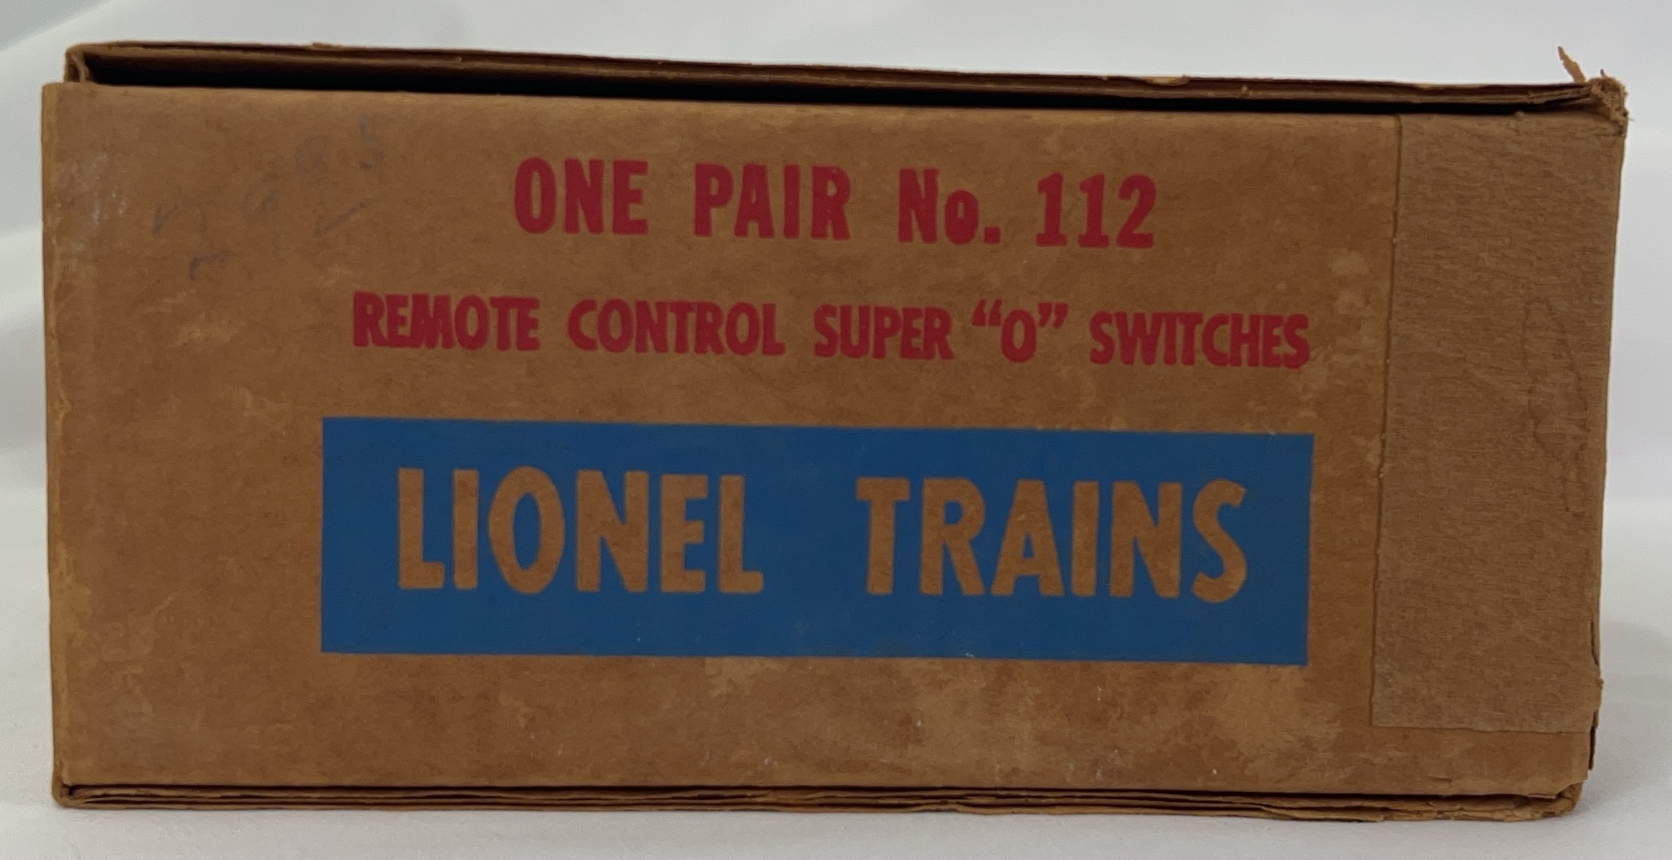 ONE PAIR No. 112
REMOTE CONTROL SUPER “O” SWITCHES
LIONEL TRAINS